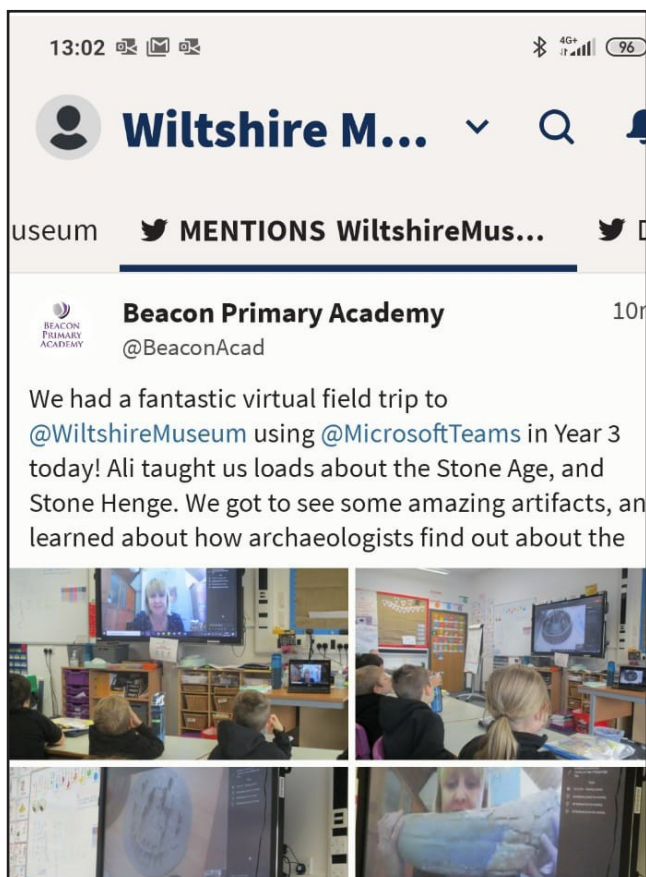 13:02 4G+ 96
Wiltshire M...
useum MENTIONS WiltshireMus... D
BEACON
PRIMARY
ACADEMY
Beacon Primary Academy 10m
@BeaconAcad
We had a fantastic virtual field trip to
@WiltshireMuseum using @MicrosoftTeams in Year 3
today! Ali taught us loads about the Stone Age, and
Stone Henge. We got to see some amazing artifacts, an
learned about how archaeologists find out about the